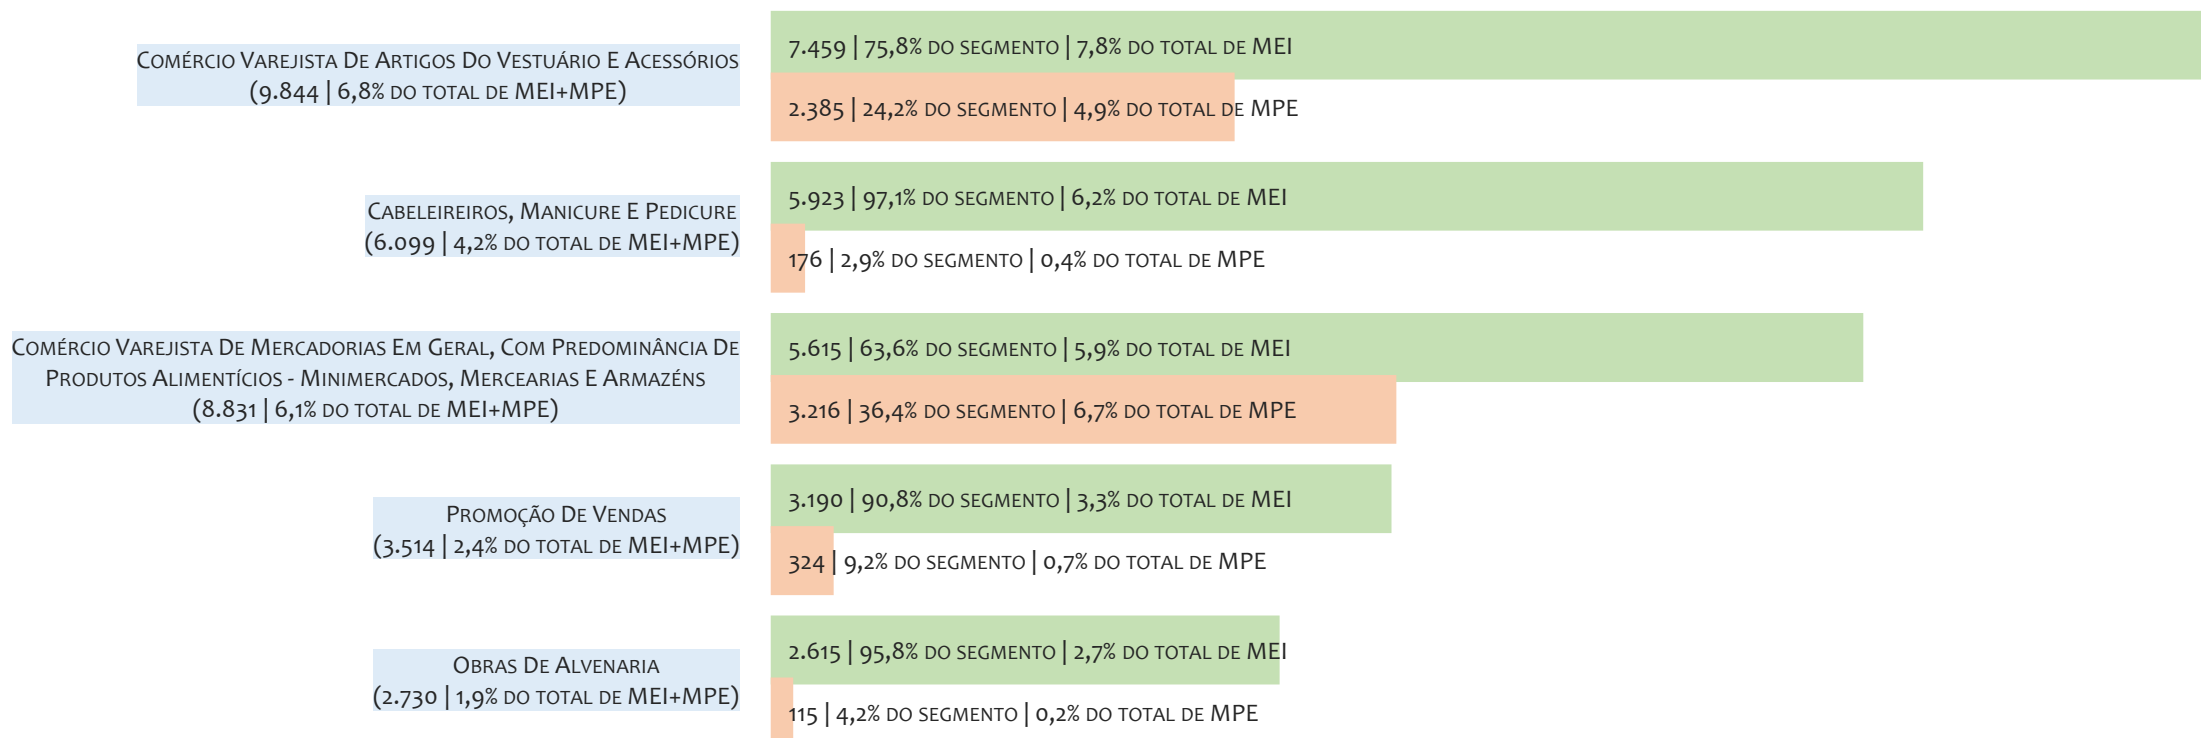 Comércio Varejista De Artigos Do Vestuário E Acessórios
(9.844 | 6,8% do total de MEI+MPE)
7.459 | 75,8% do segmento | 7,8% do total de MEI
2.385 | 24,2% do segmento | 4,9% do total de MPE
Cabeleireiros, Manicure E Pedicure
(6.099 | 4,2% do total de MEI+MPE)
5.923 | 97,1% do segmento | 6,2% do total de MEI
176 | 2,9% do segmento | 0,4% do total de MPE
Comércio Varejista De Mercadorias Em Geral, Com Predominância De
Produtos Alimentícios - Minimercados, Mercearias E Armazéns
(8.831 | 6,1% do total de MEI+MPE)
5.615 | 63,6% do segmento | 5,9% do total de MEI
3.216 | 36,4% do segmento | 6,7% do total de MPE
Promoção De Vendas
(3.514 | 2,4% do total de MEI+MPE)
3.190 | 90,8% do segmento | 3,3% do total de MEI
324 | 9,2% do segmento | 0,7% do total de MPE
Obras De Alvenaria
(2.730 | 1,9% do total de MEI+MPE)
2.615 | 95,8% do segmento | 2,7% do total de MEI
115 | 4,2% do segmento | 0,2% do total de MPE